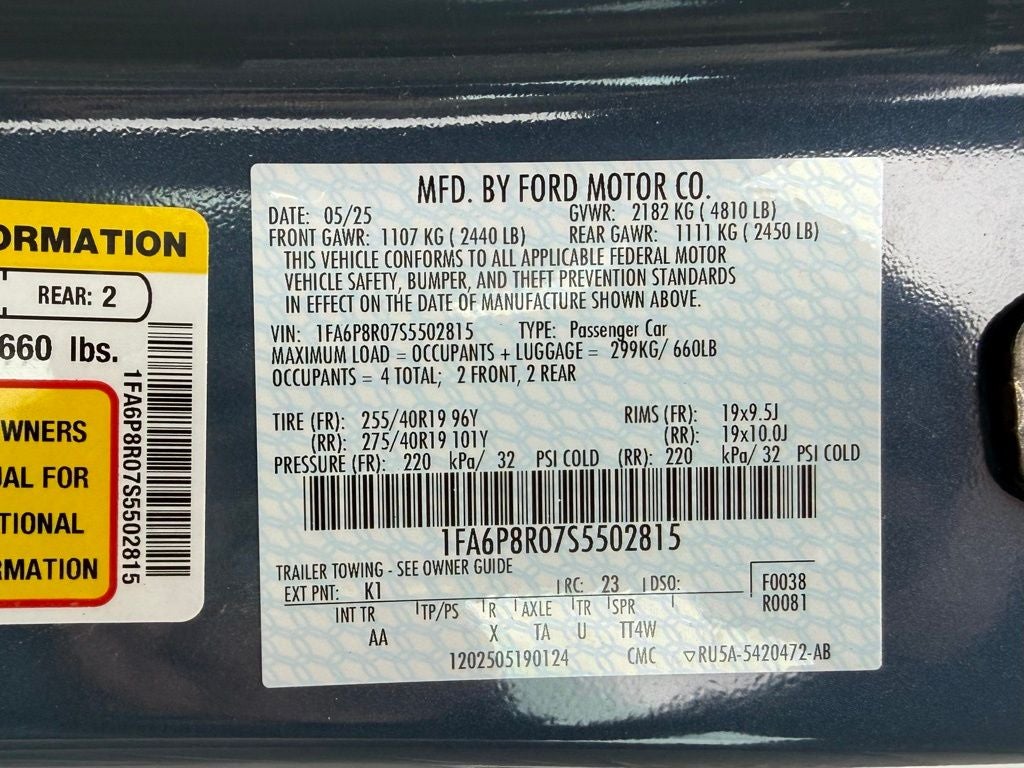 ORMATION
REAR: 2
660 lbs.
1FA6P8R07S5502815
WNERS
UAL FOR
TIONAL
RMATION
MFD. BY FORD MOTOR CO.
DATE: 05/25 GVWR: 2182 KG ( 4810 LB)
FRONT GAWR: 1107 KG ( 2440 LB) REAR GAWR: 1111 KG ( 2450 LB)
THIS VEHICLE CONFORMS TO ALL APPLICABLE FEDERAL MOTOR
VEHICLE SAFETY, BUMPER, AND THEFT PREVENTION STANDARDS
IN EFFECT ON THE DATE OF MANUFACTURE SHOWN ABOVE.
VIN: 1FA6P8R07S5502815 TYPE: Passenger Car
MAXIMUM LOAD = OCCUPANTS + LUGGAGE = 299KG/ 660LB
OCCUPANTS = 4 TOTAL; 2 FRONT, 2 REAR
TIRE (FR): 255/40R19 96Y RIMS (FR): 19x9.5J
(RR): 275/40R19 101Y (RR): 19x10.0J
PRESSURE (FR): 220 kPa/ 32 PSI COLD (RR): 220 kPa/ 32 PSI COLD
1FA6P8R07S5502815
TRAILER TOWING - SEE OWNER GUIDE
EXT PNT: K1 RC: 23 DSO: F0038
R0081
INT TR TP/PS R AXLE TR SPR
AA X TA U TT4W
1202505190124 CMC ▽RU5A-5420472-AB